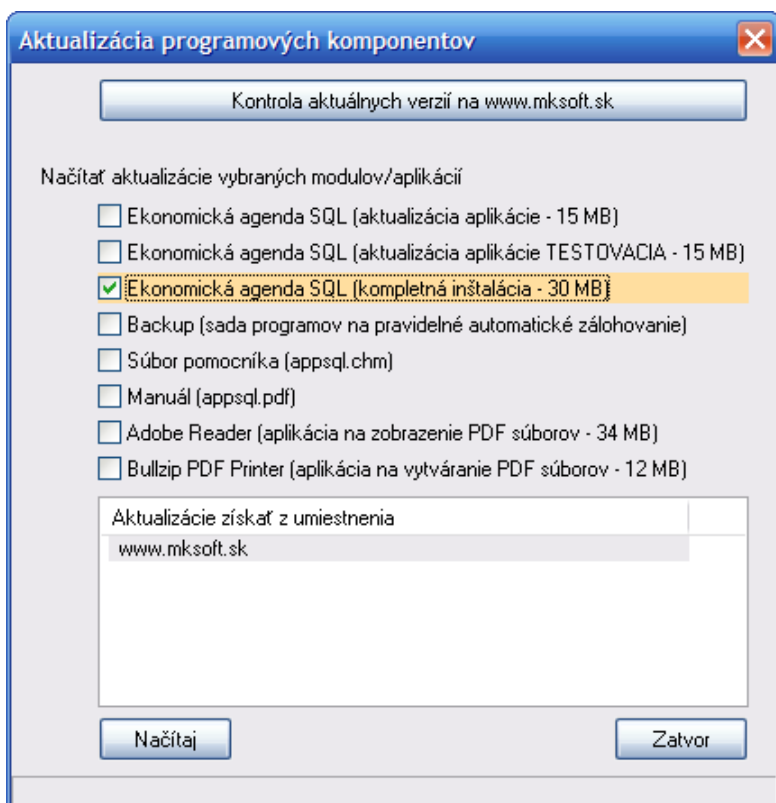 Aktualizácia programových komponentov
Kontrola aktuálnych verzií na www.mksoft.sk
Načítať aktualizácie vybraných modulov/aplikácií
Ekonomická agenda SQL (aktualizácia aplikácie - 15 MB)
Ekonomická agenda SQL (aktualizácia aplikácie TESTOVACIA - 15 MB)
Ekonomická agenda SQL (kompletná inštalácia - 30 MB)
Backup (sada programov na pravidelné automatické zálohovanie)
Súbor pomocníka (appsql.chm)
Manuál (appsql.pdf)
Adobe Reader (aplikácia na zobrazenie PDF súborov - 34 MB)
Bullzip PDF Printer (aplikácia na vytváranie PDF súborov - 12 MB)
Aktualizácie získať z umiestnenia
www.mksoft.sk
Načítaj
Zatvor